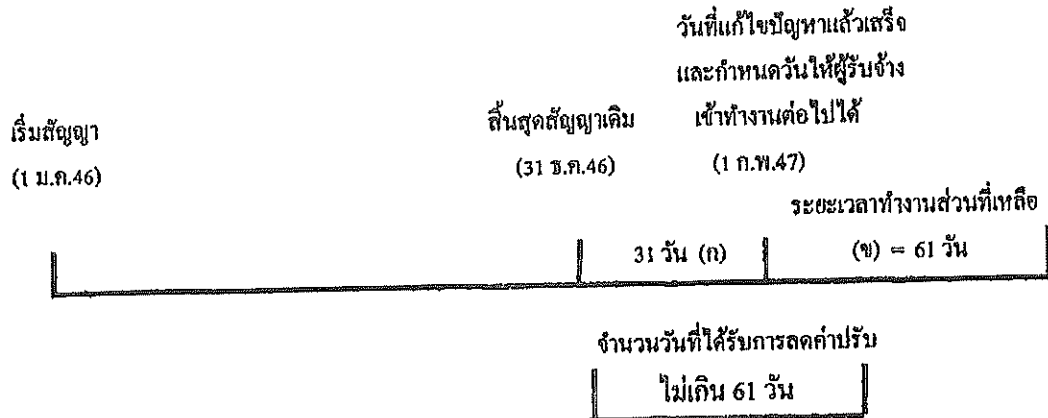 วันที่แก้ไขปัญหาแล้วเสร็จ
และกำหนดวันให้ผู้รับจ้าง
เริ่มสัญญา
สิ้นสุดสัญญาเดิม
เข้าทำงานต่อไปได้
(1 ม.ค.46)
(31 ธ.ค.46)
(1 ก.พ.47)
ระยะเวลาทำงานส่วนที่เหลือ
31 วัน (ก)
(ข) = 61 วัน
จำนวนวันที่ได้รับการลดค่าปรับ
ไม่เกิน 61 วัน